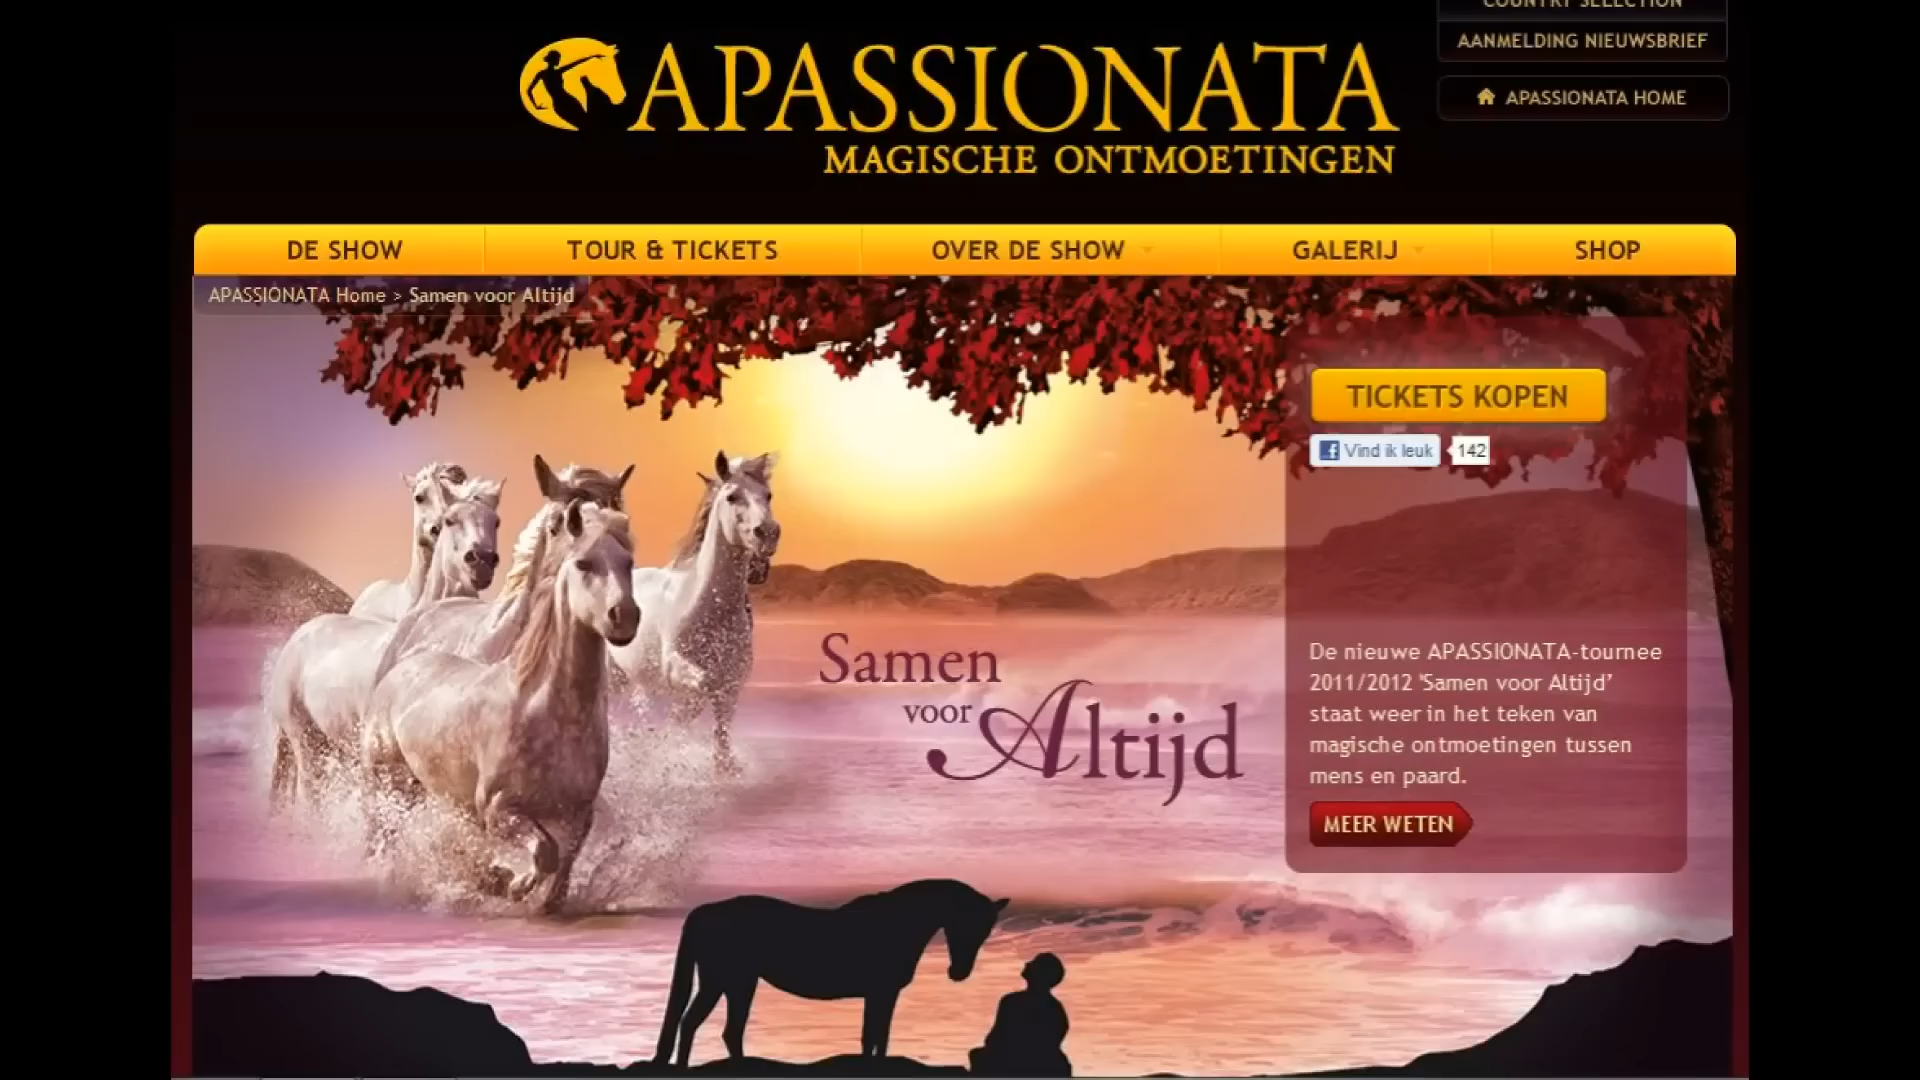 COUNTRY SELECTION
AANMELDING NIEUWSBRIEF
APASSIONATA HOME
APASSIONATA
MAGISCHE ONTMOETINGEN
DE SHOW
TOUR & TICKETS
OVER DE SHOW
GALERIJ
SHOP
APASSIONATA Home > Samen voor Altijd
TICKETS KOPEN
Vind ik leuk 142
Samen
voor Altijd
De nieuwe APASSIONATA-tournee
2011/2012 'Samen voor Altijd'
staat weer in het teken van
magische ontmoetingen tussen
mens en paard.
MEER WETEN